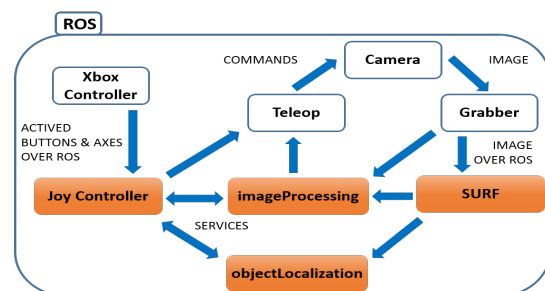 ROS
COMMANDS
Camera
IMAGE
Xbox
Controller
Teleop
Grabber
ACTIVED
BUTTONS & AXES
OVER ROS
IMAGE
OVER ROS
Joy Controller
imageProcessing
SURF
SERVICES
objectLocalization